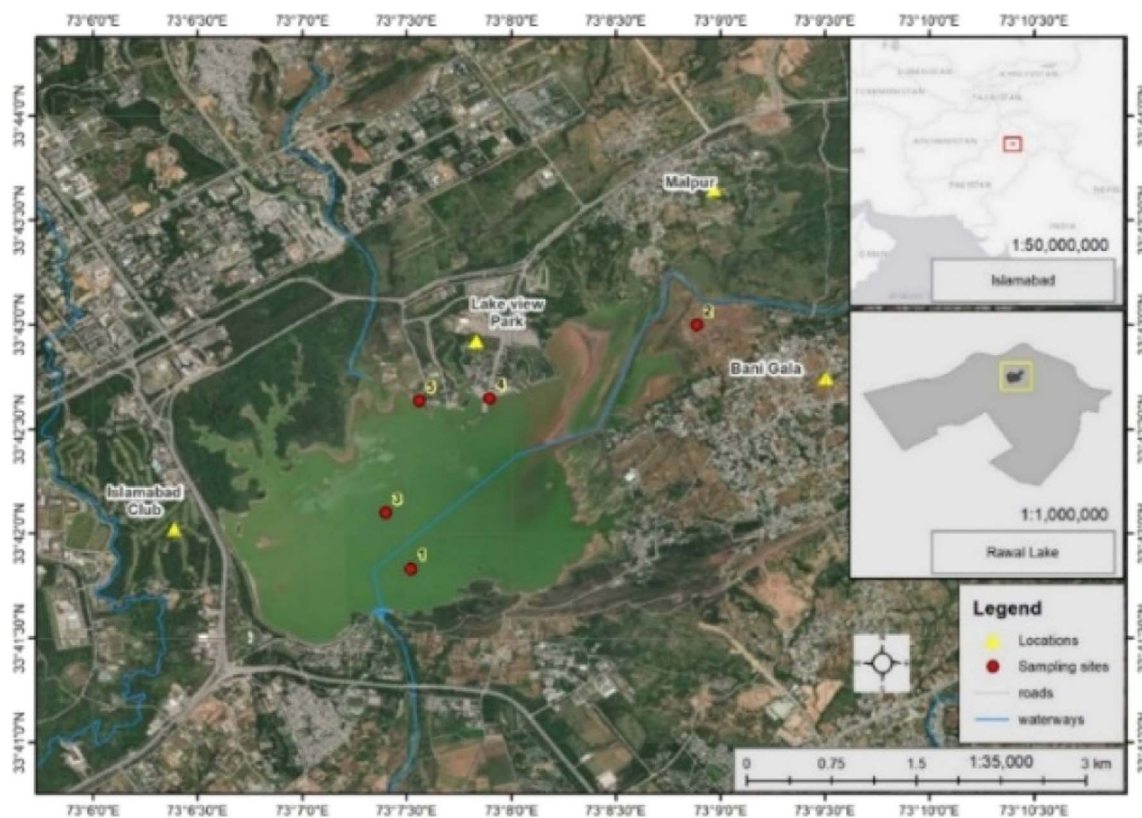 73°6'0"E 73°6'30"E 73°7'0"E 73°7'30"E 73°8'0"E 73°8'30"E 73°9'0"E 73°9'30"E 73°10'0"E 73°10'30"E
33°44'0"N
33°43'30"N
33°43'0"N
33°42'30"N
33°42'0"N
33°41'30"N
33°41'0"N
Malpur
Lake view
Park
2
Bani Gala
5
4
Islamabad
Club
3
1
AFGHANISTAN
PAKISTAN
INDIA
1:50,000,000
Islamabad
1:1,000,000
Rawal Lake
Legend
Locations
Sampling sites
roads
waterways
0 0.75 1.5 1:35,000 3 km
73°6'0"E 73°6'30"E 73°7'0"E 73°7'30"E 73°8'0"E 73°8'30"E 73°9'0"E 73°9'30"E 73°10'0"E 73°10'30"E